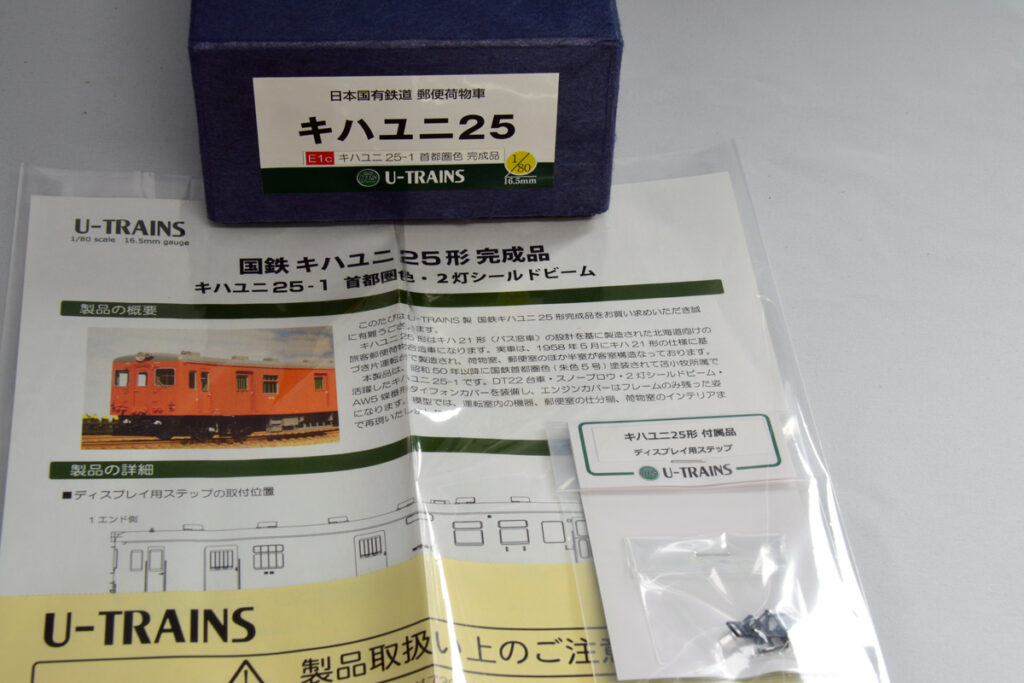 日本国有鉄道 郵便荷物車
キハユニ25
E1c キハユニ25-1 首都圏色 完成品
1/80
16.5mm
U-TRAINS
U-TRAINS
1/80 scale 16.5mm gauge
国鉄 キハユニ25形 完成品
キハユニ25-1 首都圏色・2灯シールドビーム
製品の概要
このたびは U-TRAINS 製 国鉄キハユニ25形完成品をお買い求めいただき誠
に有難うございます。
キハユニ25形はキハ21形(バス窓車)の設計を基に製造された北海道向けの
旅客郵便荷物合造車になります。実車は、1958年5月にキハ21形の仕様に基
づき片運転台で製造され、荷物室、郵便室のほか半室が客室構造なっております。
本製品は、昭和50年以降に国鉄首都圏色(朱色5号)塗装されて苫小牧所属で
活躍したキハユニ25-1です。DT22台車・スノープロウ・2灯シールドビーム・
AW5蝶番形タイフォンカバーを装備し、エンジンカバーはフレームのみ残った姿
になります。模型では、運転室内の機器、郵便室の仕分棚、荷物室のインテリアま
で再現いたし
製品の詳細
■ディスプレイ用ステップの取付位置
1エンド側
キハユニ25形 付属品
ディスプレイ用ステップ
U-TRAINS
U-TRAINS
製品取扱い上のご注意